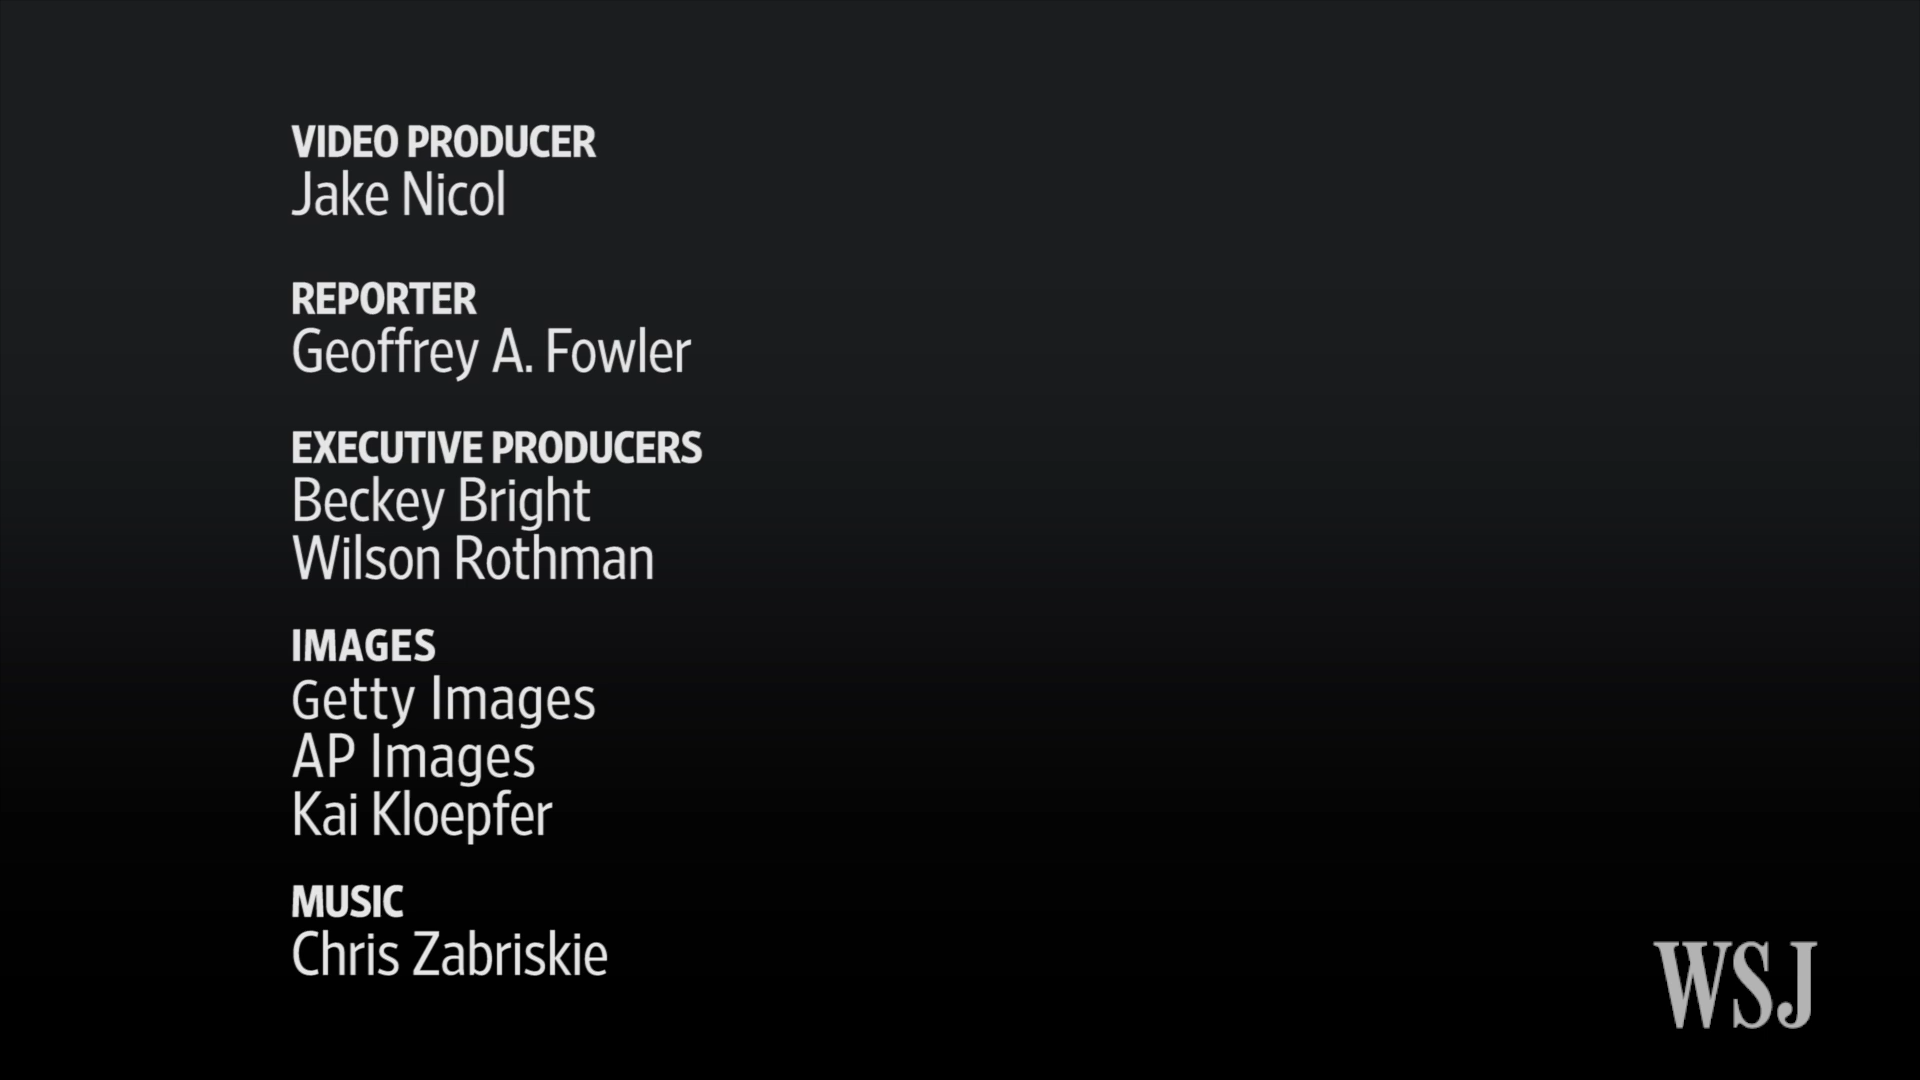 VIDEO PRODUCER
Jake Nicol
REPORTER
Geoffrey A. Fowler
EXECUTIVE PRODUCERS
Beckey Bright
Wilson Rothman
IMAGES
Getty Images
AP Images
Kai Kloepfer
MUSIC
Chris Zabriskie
WSJ